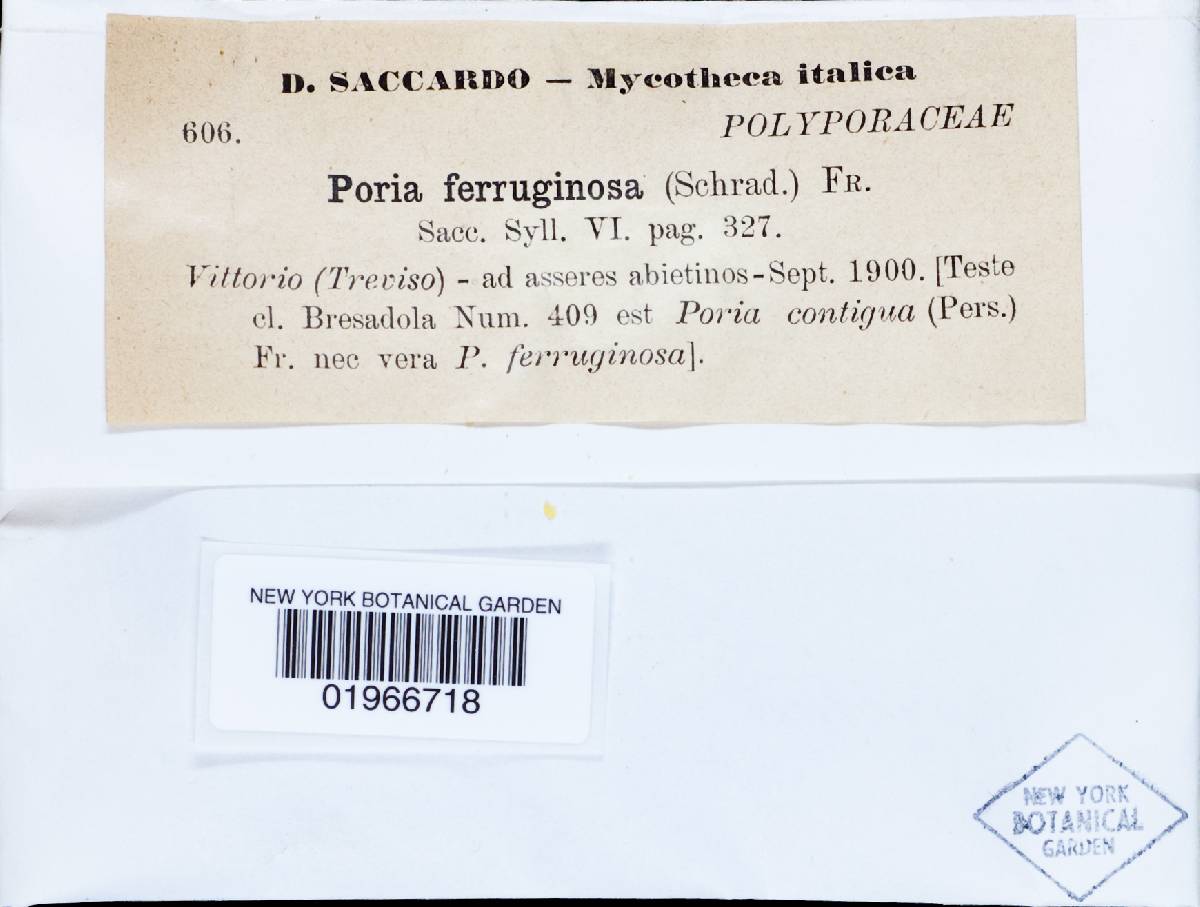 D. SACCARDO — Mycotheca italica
606.
POLYPORACEAE
Poria ferruginosa (Schrad.) FR.
Sacc. Syll. VI. pag. 327.
Vittorio (Treviso) - ad asseres abietinos - Sept. 1900. [Teste
cl. Bresadola Num. 409 est Poria contigua (Pers.)
Fr. nec vera P. ferruginosa].
NEW YORK BOTANICAL GARDEN
01966718
NEW YORK
BOTANICAL
GARDEN